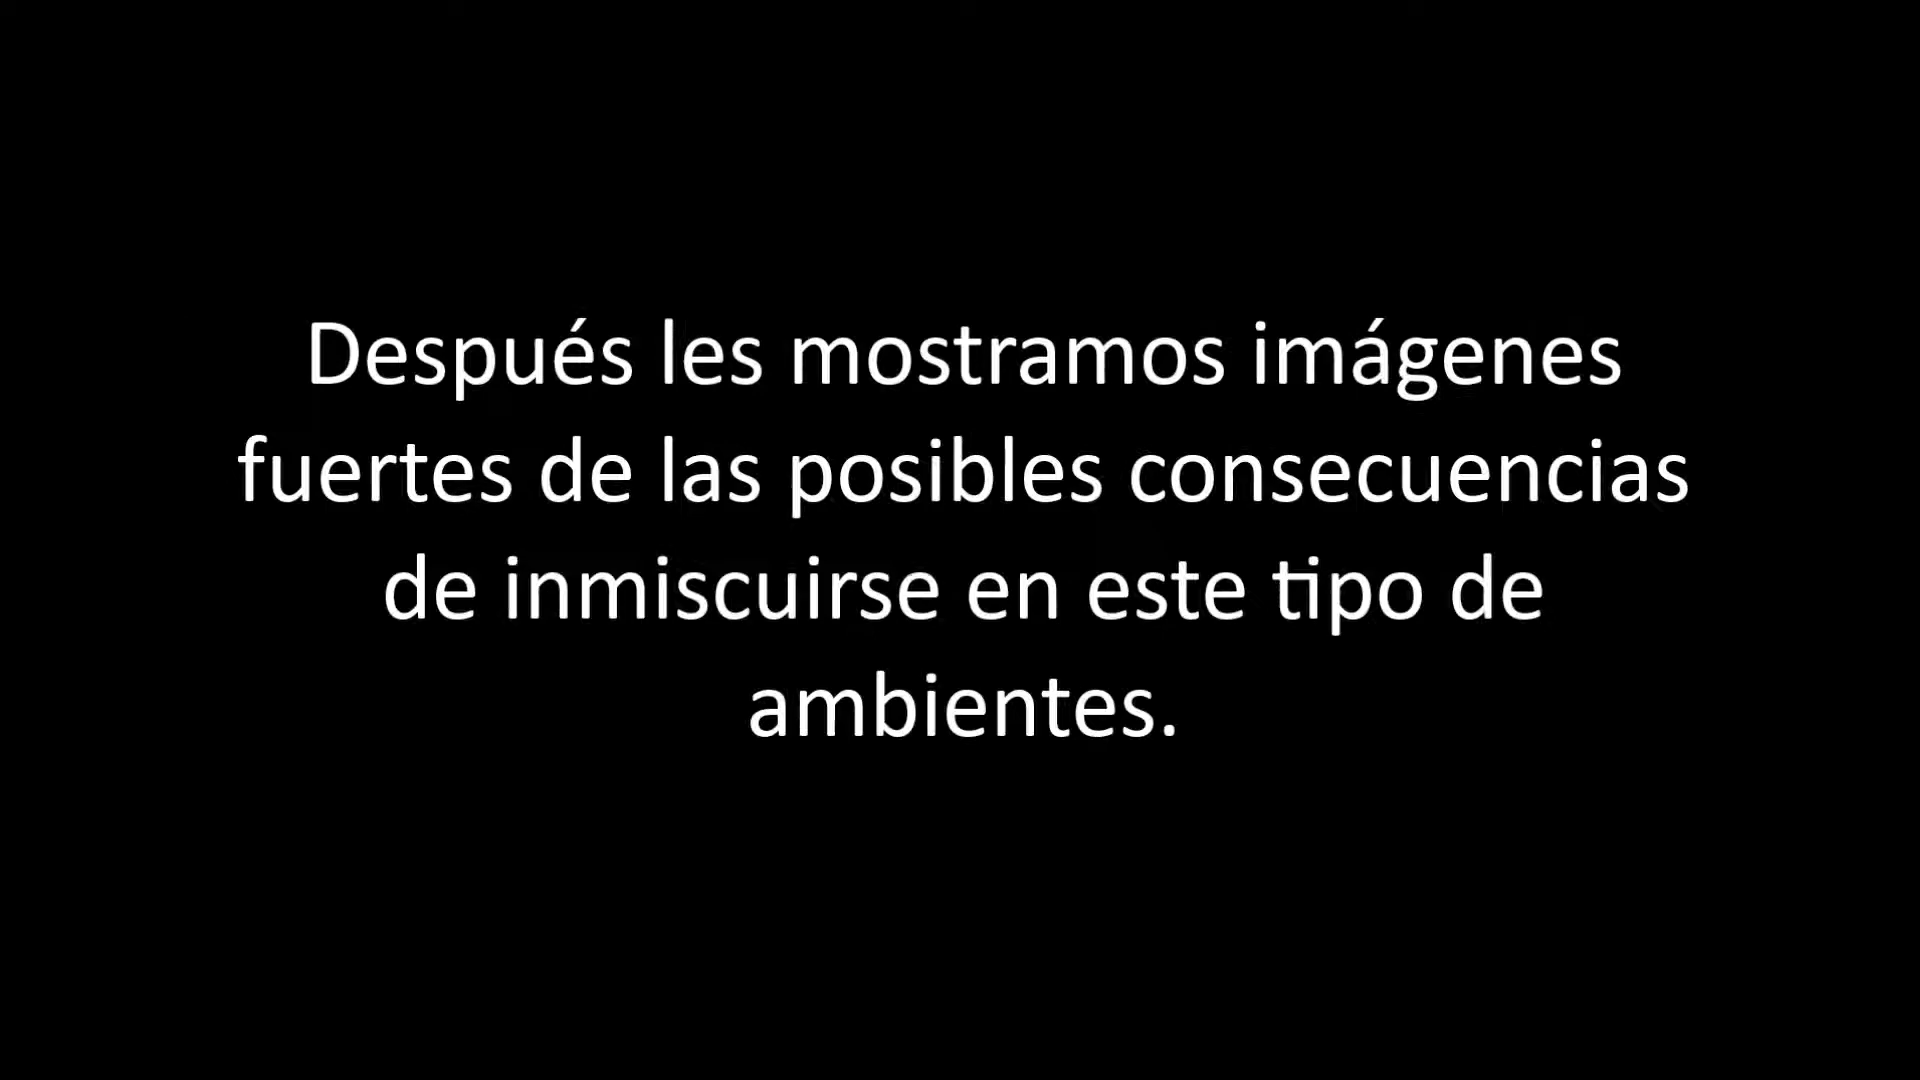 Después les mostramos imágenes
fuertes de las posibles consecuencias
de inmiscuirse en este tipo de
ambientes.